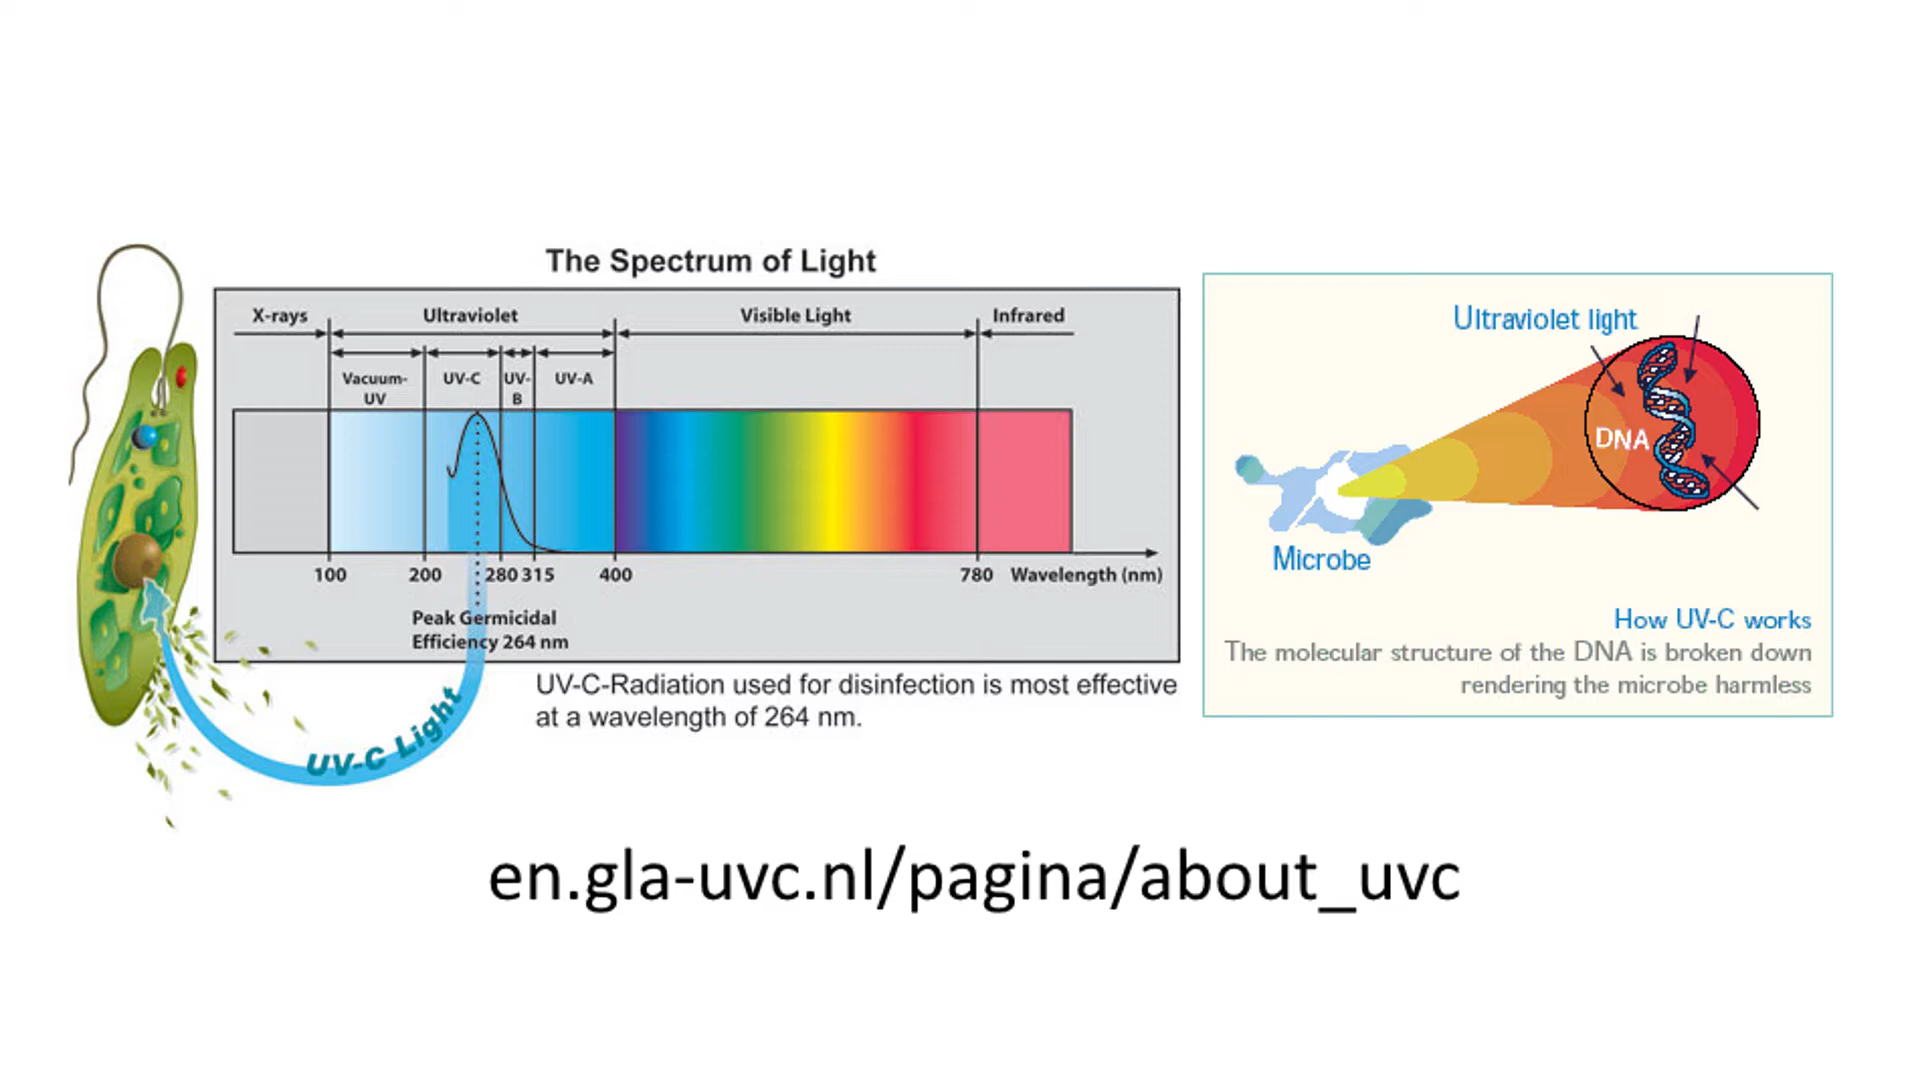 The Spectrum of Light
X-rays
Ultraviolet
Visible Light
Infrared
Vacuum-
UV
UV-C
UV-
B
UV-A
100
200
280
315
400
780
Wavelength (nm)
Peak Germicidal
Efficiency 264 nm
UV-C-Radiation used for disinfection is most effective
at a wavelength of 264 nm.
UV-C Light
Ultraviolet light
DNA
Microbe
How UV-C works
The molecular structure of the DNA is broken down
rendering the microbe harmless
en.gla-uvc.nl/pagina/about_uvc